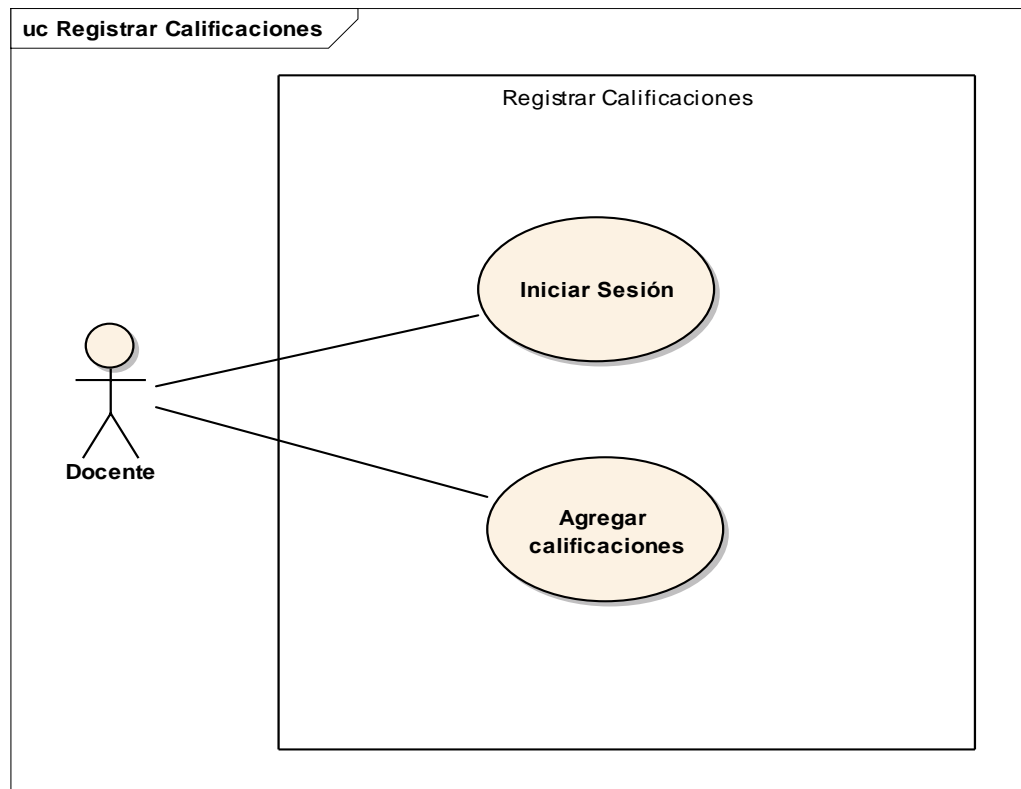 uc Registrar Calificaciones
Registrar Calificaciones
Iniciar Sesión
Docente
Agregar
calificaciones